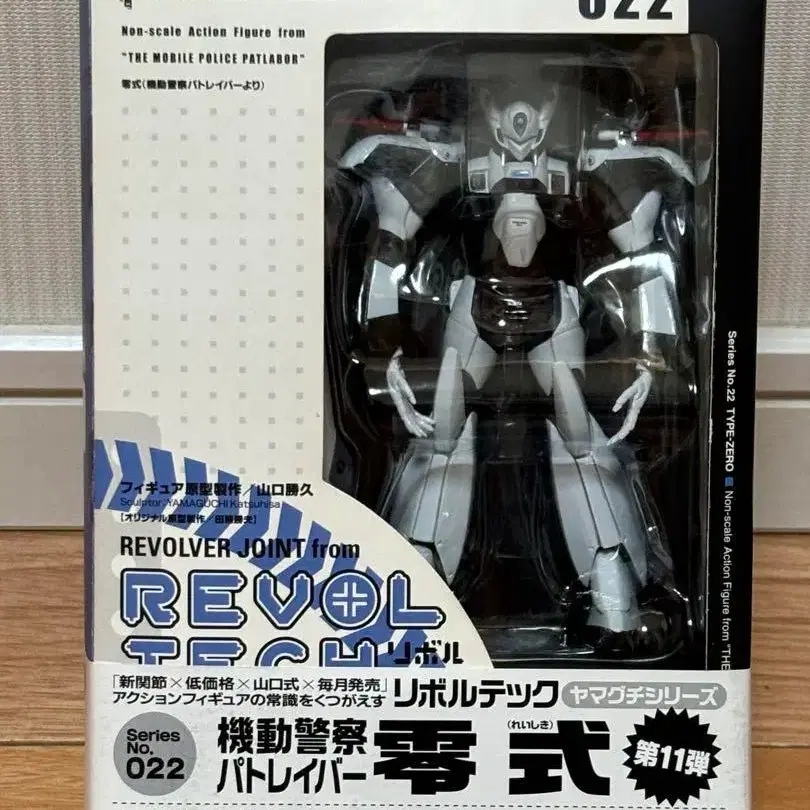 022
Non-scale Action Figure from
"THE MOBILE POLICE PATLABOR"
零式(機動警察パトレイバーより)
Series No.22 TYPE-ZERO Non-scale Action Figure from "THE
フィギュア原型製作/山口勝久
Sculptor:YAMAGUCHI Katsuhisa
[オリジナル原型製作/田熊勝夫]
REVOLVER JOINT from
REVOL
TECH リボル
「新関節×低価格×山口式×毎月発売」
アクションフィギュアの常識をくつがえす
リボルテック ヤマグチシリーズ
Series
No.
022
機動警察
パトレイバー
零式
(れいしき)
第11弾